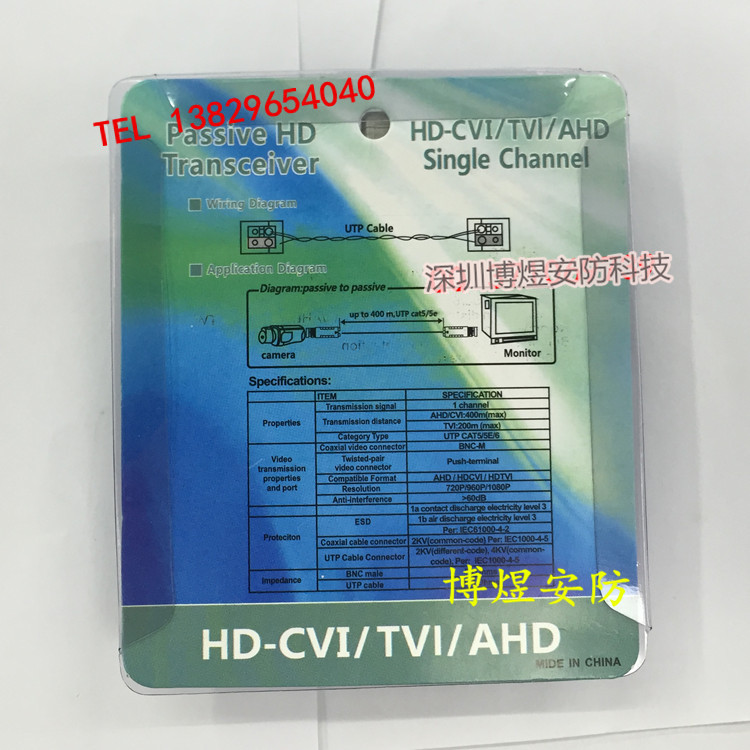 TEL 13829654040
Passive HD
Transceiver
HD-CVI/TVI/AHD
Single Channel
Wiring Diagram
UTP Cable
Application Diagram
深圳博煜安防科技
Diagram:passive to passive
up to 400 m,UTP cat5/5e
camera
Monitor
Specifications:
ITEM SPECIFICATION
Properties
Transmission signal 1 channel
Transmission distance AHD/CVI:400m(max)
TVI:200m (max)
Category Type UTP CAT5/5E/6
Video transmission properties and port
Coaxial video connector BNC-M
Twisted-pair video connector Push-terminal
Compatible Format AHD / HDCVI / HDTVI
Resolution 720P/960P/1080P
Anti-interference >60dB
Proteciton
ESD 1a contact discharge electricity level 3
1b air discharge electricity level 3
Per: IEC61000-4-2
Coaxial cable connector 2KV(common-code) Per: IEC1000-4-5
UTP Cable Connector 2KV(different-code), 4KV(common-
code), Per: IEC1000-4-5
Impedance
BNC male
UTP cable
博煜安防
HD-CVI/TVI/AHD
MIDE IN CHINA